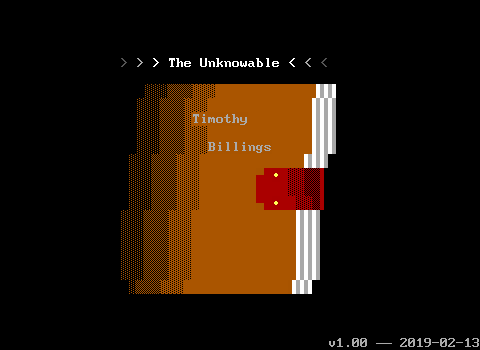 > > > The Unknowable < < <
Timothy
Billings
v1.00 —— 2019-02-13